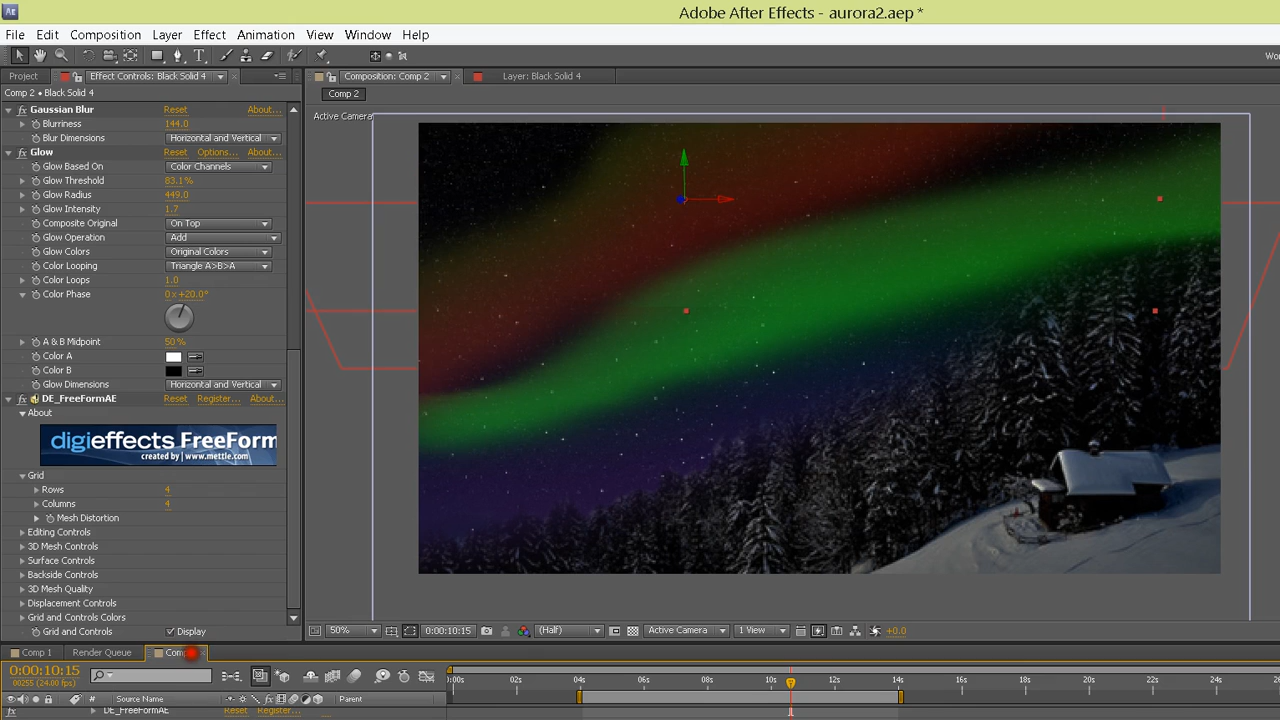 Adobe After Effects - aurora2.aep *
File Edit Composition Layer Effect Animation View Window Help
Project Effect Controls: Black Solid 4 Composition: Comp 2 Layer: Black Solid 4
Comp 2 • Black Solid 4
Comp 2
Active Camera
Gaussian Blur Reset About...
Blurriness 144.0
Blur Dimensions Horizontal and Vertical
Glow Reset Options... About...
Glow Based On Color Channels
Glow Threshold 83.1%
Glow Radius 449.0
Glow Intensity 1.7
Composite Original On Top
Glow Operation Add
Glow Colors Original Colors
Color Looping Triangle A>B>A
Color Loops 1.0
Color Phase 0x+20.0°
A & B Midpoint 50%
Color A
Color B
Glow Dimensions Horizontal and Vertical
DE_FreeFormAE Reset Register... About...
About
digieffects FreeForm
created by | www.mettle.com
Grid
Rows 4
Columns 4
Mesh Distortion
Editing Controls
3D Mesh Controls
Surface Controls
Backside Controls
3D Mesh Quality
Displacement Controls
Grid and Controls Colors
Grid and Controls Display
50% 0:00:10:15 (Half) Active Camera 1 View +0.0
Comp 1 Render Queue
0:00:10:15
00255 (24.00 fps)
:00s 02s 04s 06s 08s 10s 12s 14s 16s 18s 20s 22s 24s
# Source Name Parent
DE_FreeFormAE Reset Register...